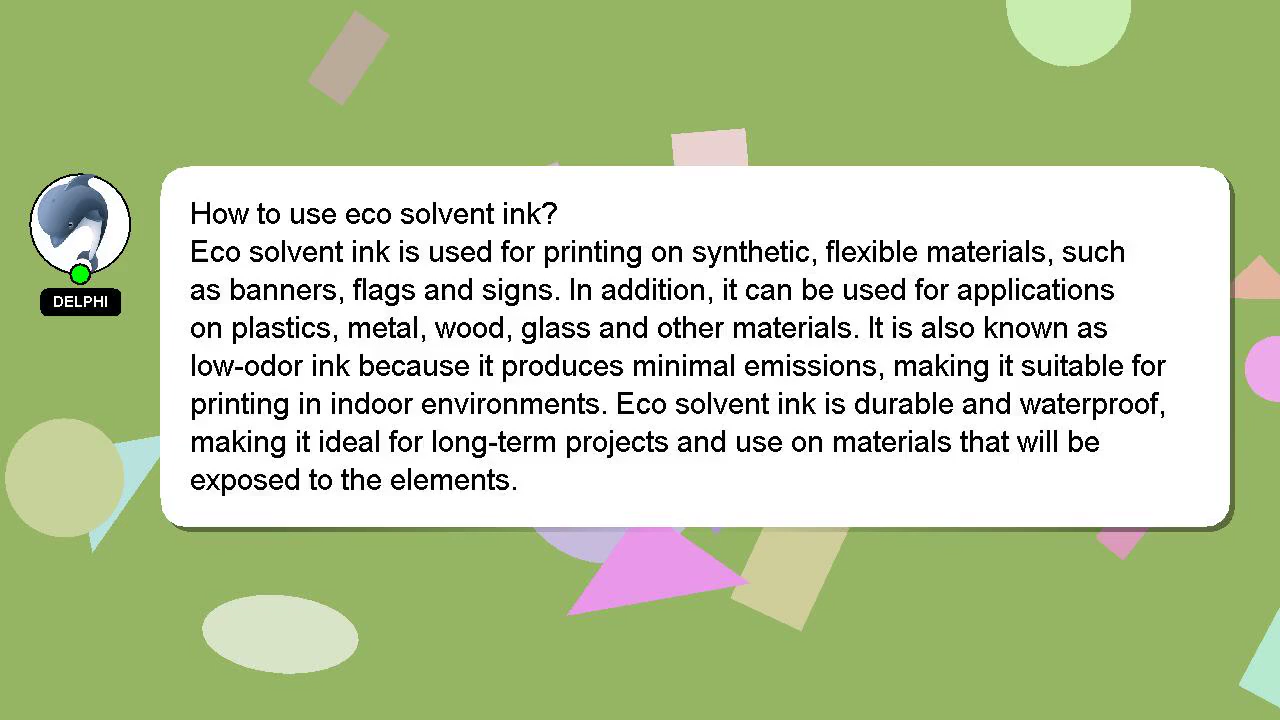 How to use eco solvent ink?
Eco solvent ink is used for printing on synthetic, flexible materials, such
as banners, flags and signs. In addition, it can be used for applications
on plastics, metal, wood, glass and other materials. It is also known as
low-odor ink because it produces minimal emissions, making it suitable for
printing in indoor environments. Eco solvent ink is durable and waterproof,
making it ideal for long-term projects and use on materials that will be
exposed to the elements.
DELPHI